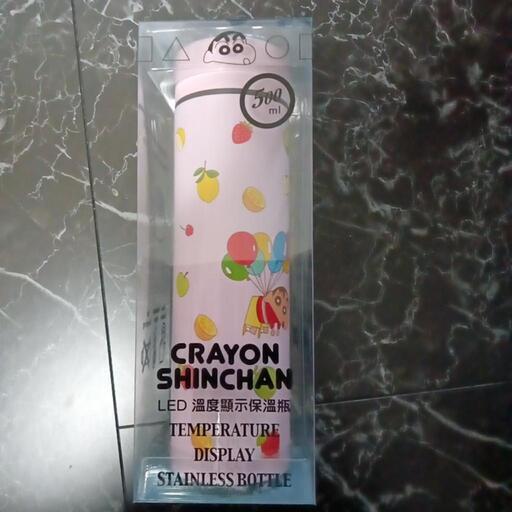 500
ml
CRAYON
SHINCHAN
LED 溫度顯示保溫瓶
TEMPERATURE
DISPLAY
STAINLESS BOTTLE